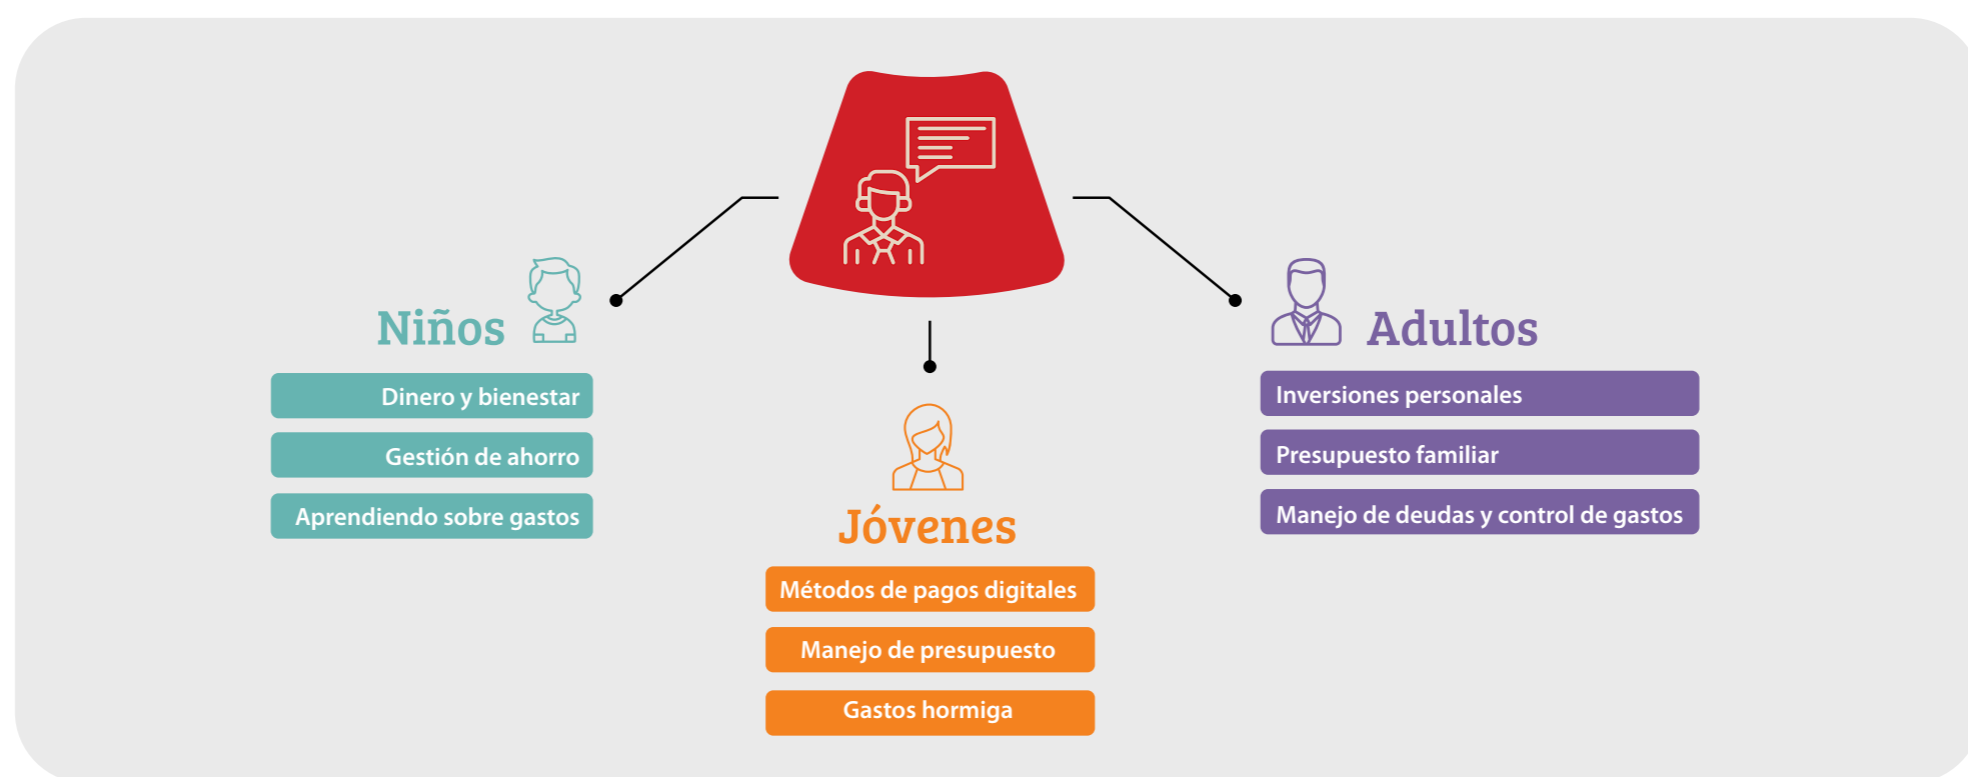 Niños
Dinero y bienestar
Gestión de ahorro
Aprendiendo sobre gastos
Jóvenes
Métodos de pagos digitales
Manejo de presupuesto
Gastos hormiga
Adultos
Inversiones personales
Presupuesto familiar
Manejo de deudas y control de gastos